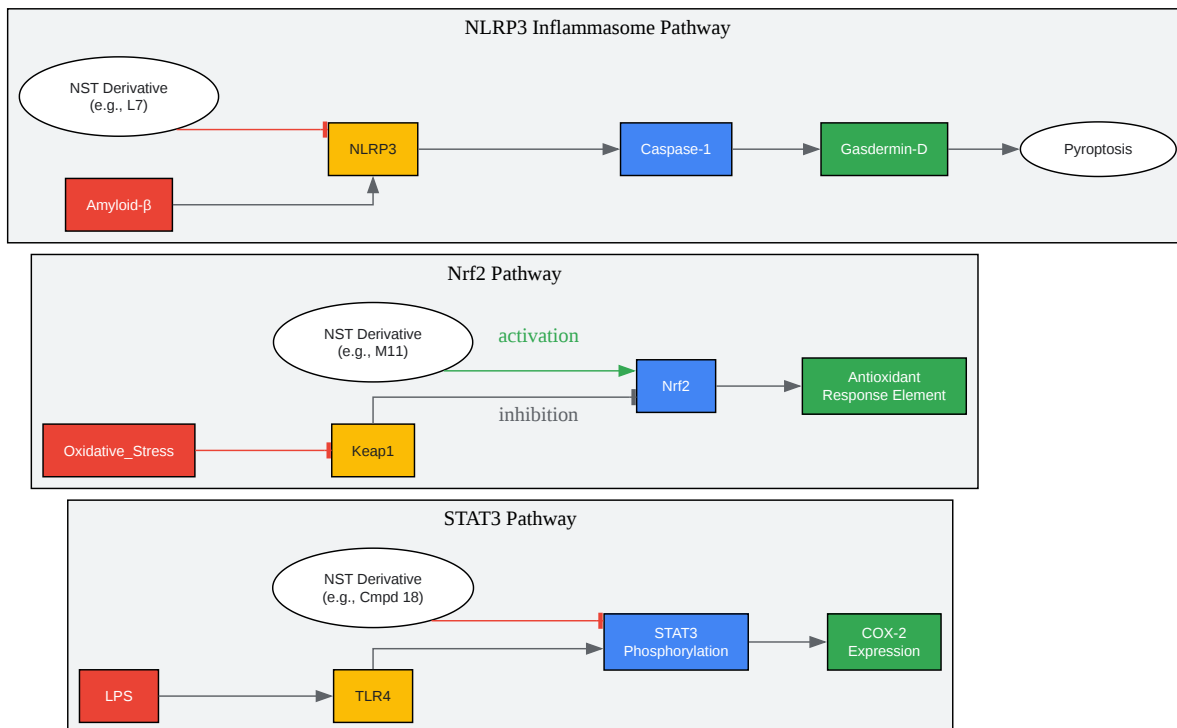 NLRP3 Inflammasome Pathway
NST Derivative
(e.g., L7)
NLRP3
Caspase-1
Gasdermin-D
Pyroptosis
Amyloid-β
Nrf2 Pathway
NST Derivative
(e.g., M11)
activation
Nrf2
Antioxidant
Response Element
inhibition
Oxidative_Stress
Keap1
STAT3 Pathway
NST Derivative
(e.g., Cmpd 18)
STAT3
Phosphorylation
COX-2
Expression
LPS
TLR4